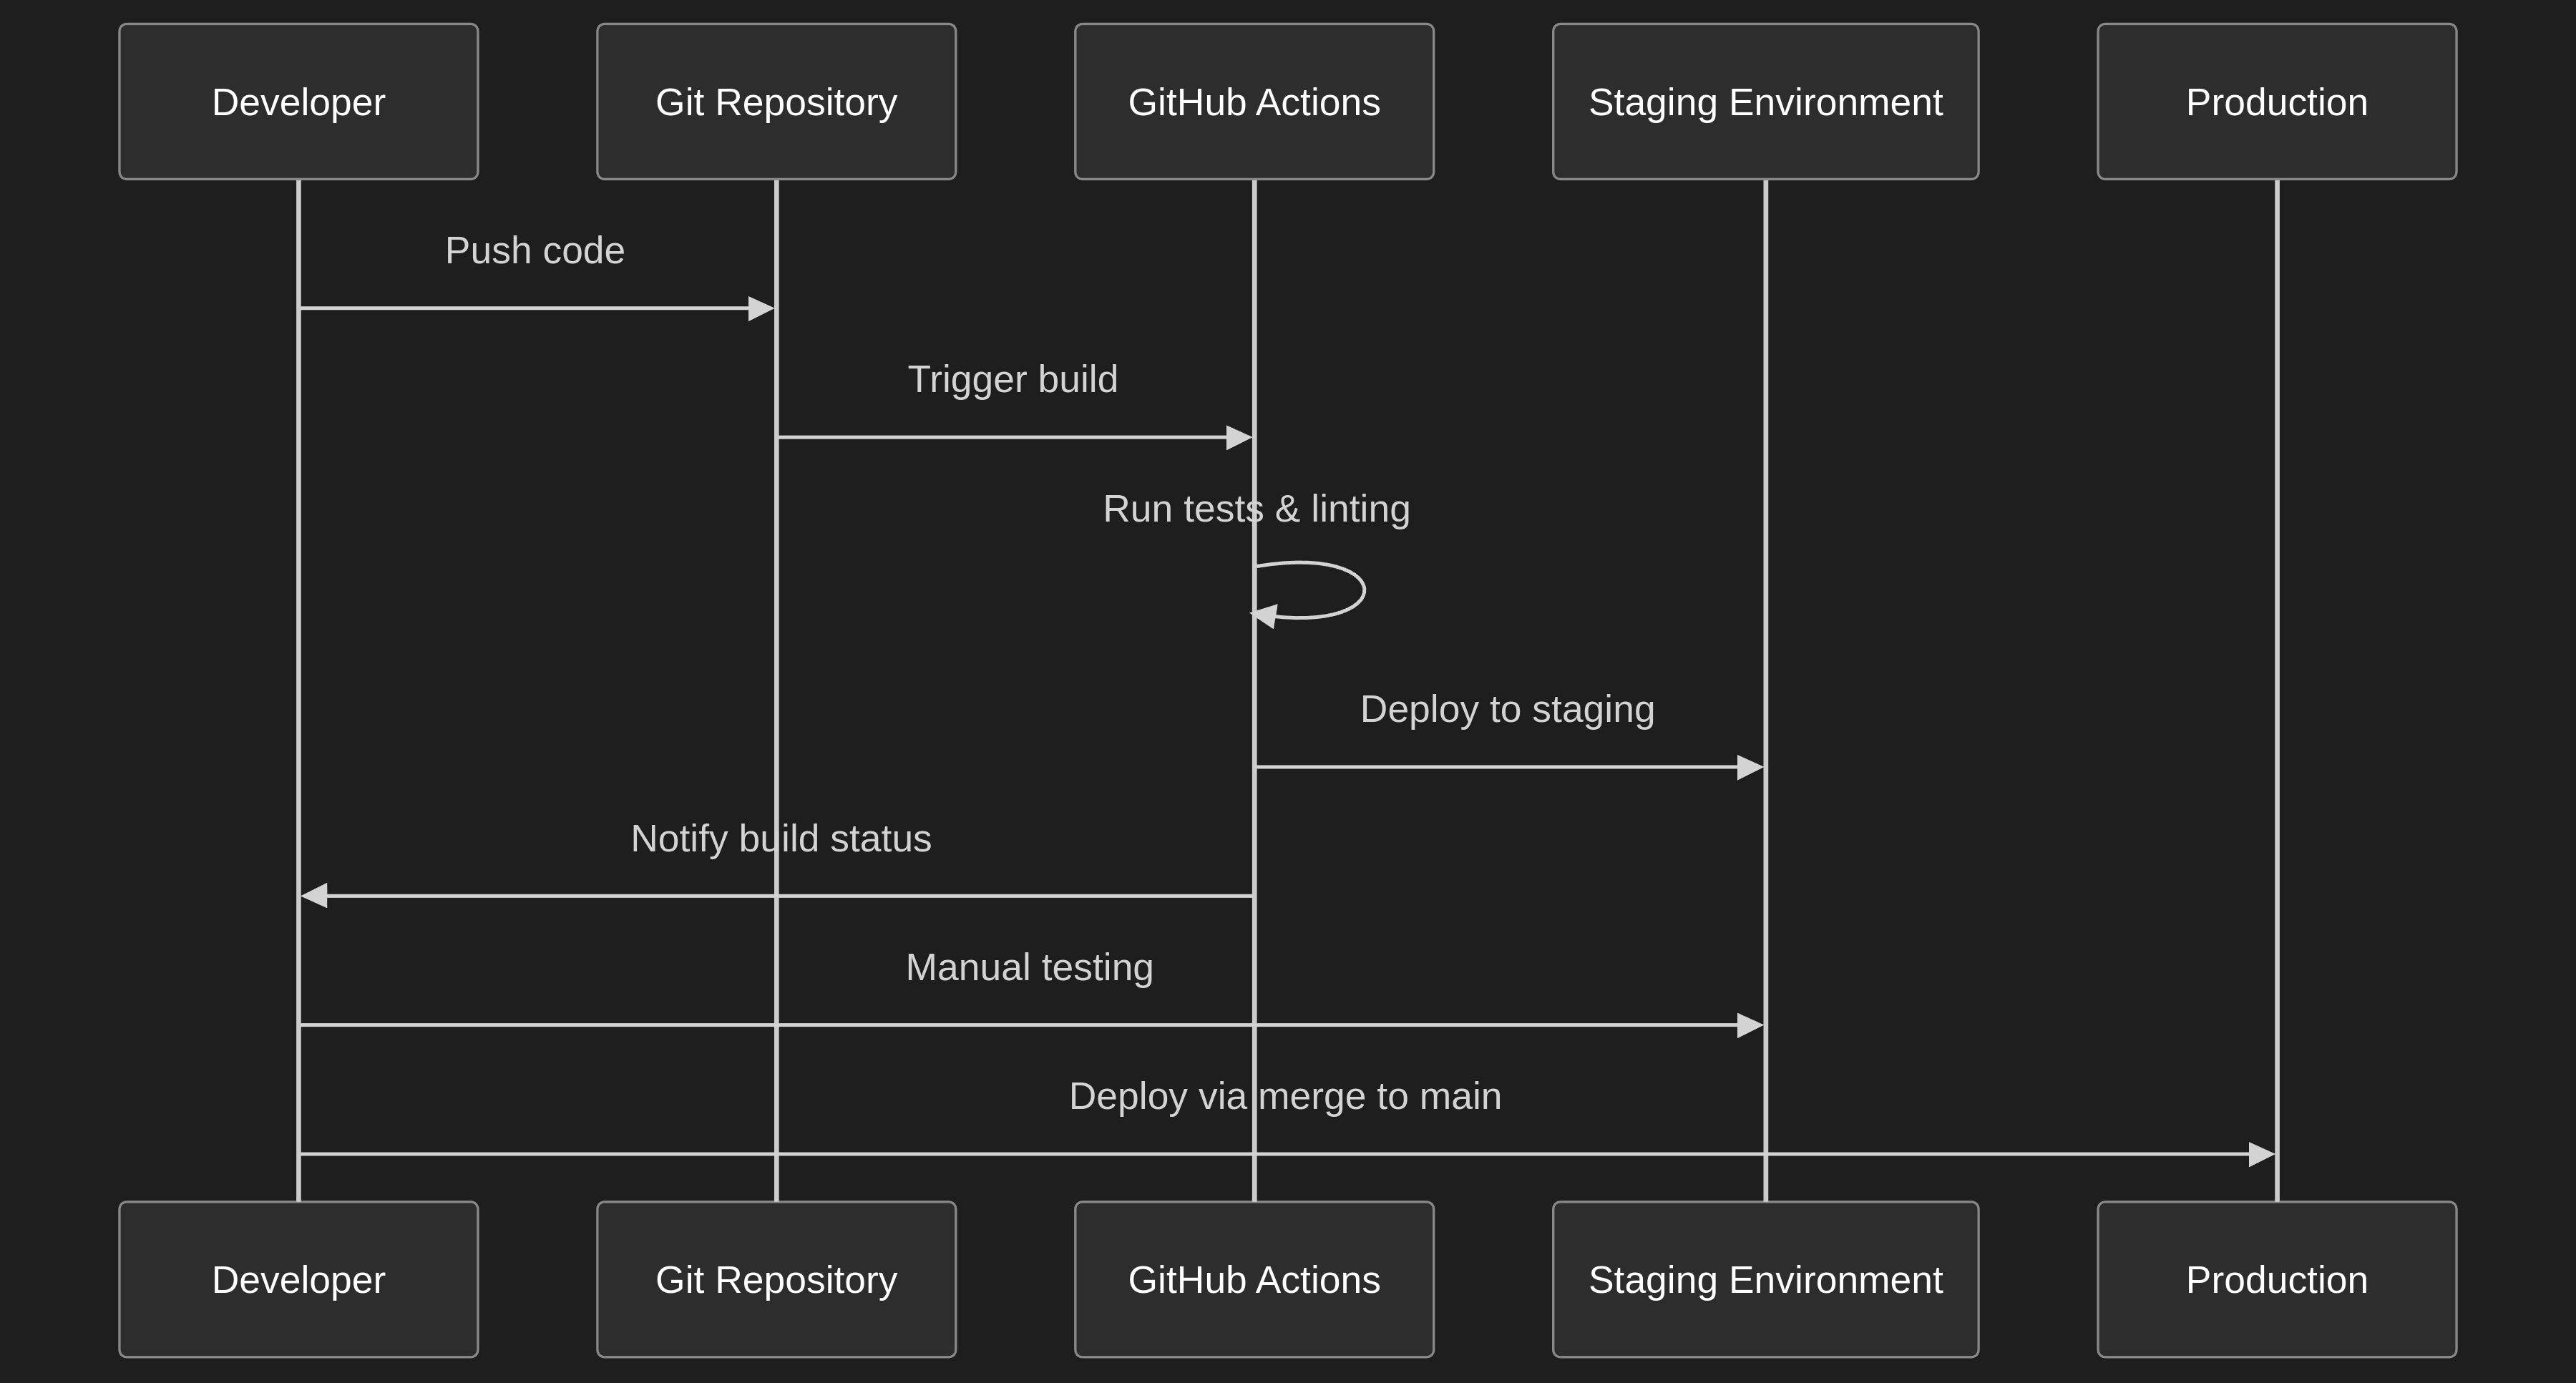 Developer
Git Repository
GitHub Actions
Staging Environment
Production
Push code
Trigger build
Run tests & linting
Deploy to staging
Notify build status
Manual testing
Deploy via merge to main
Developer
Git Repository
GitHub Actions
Staging Environment
Production